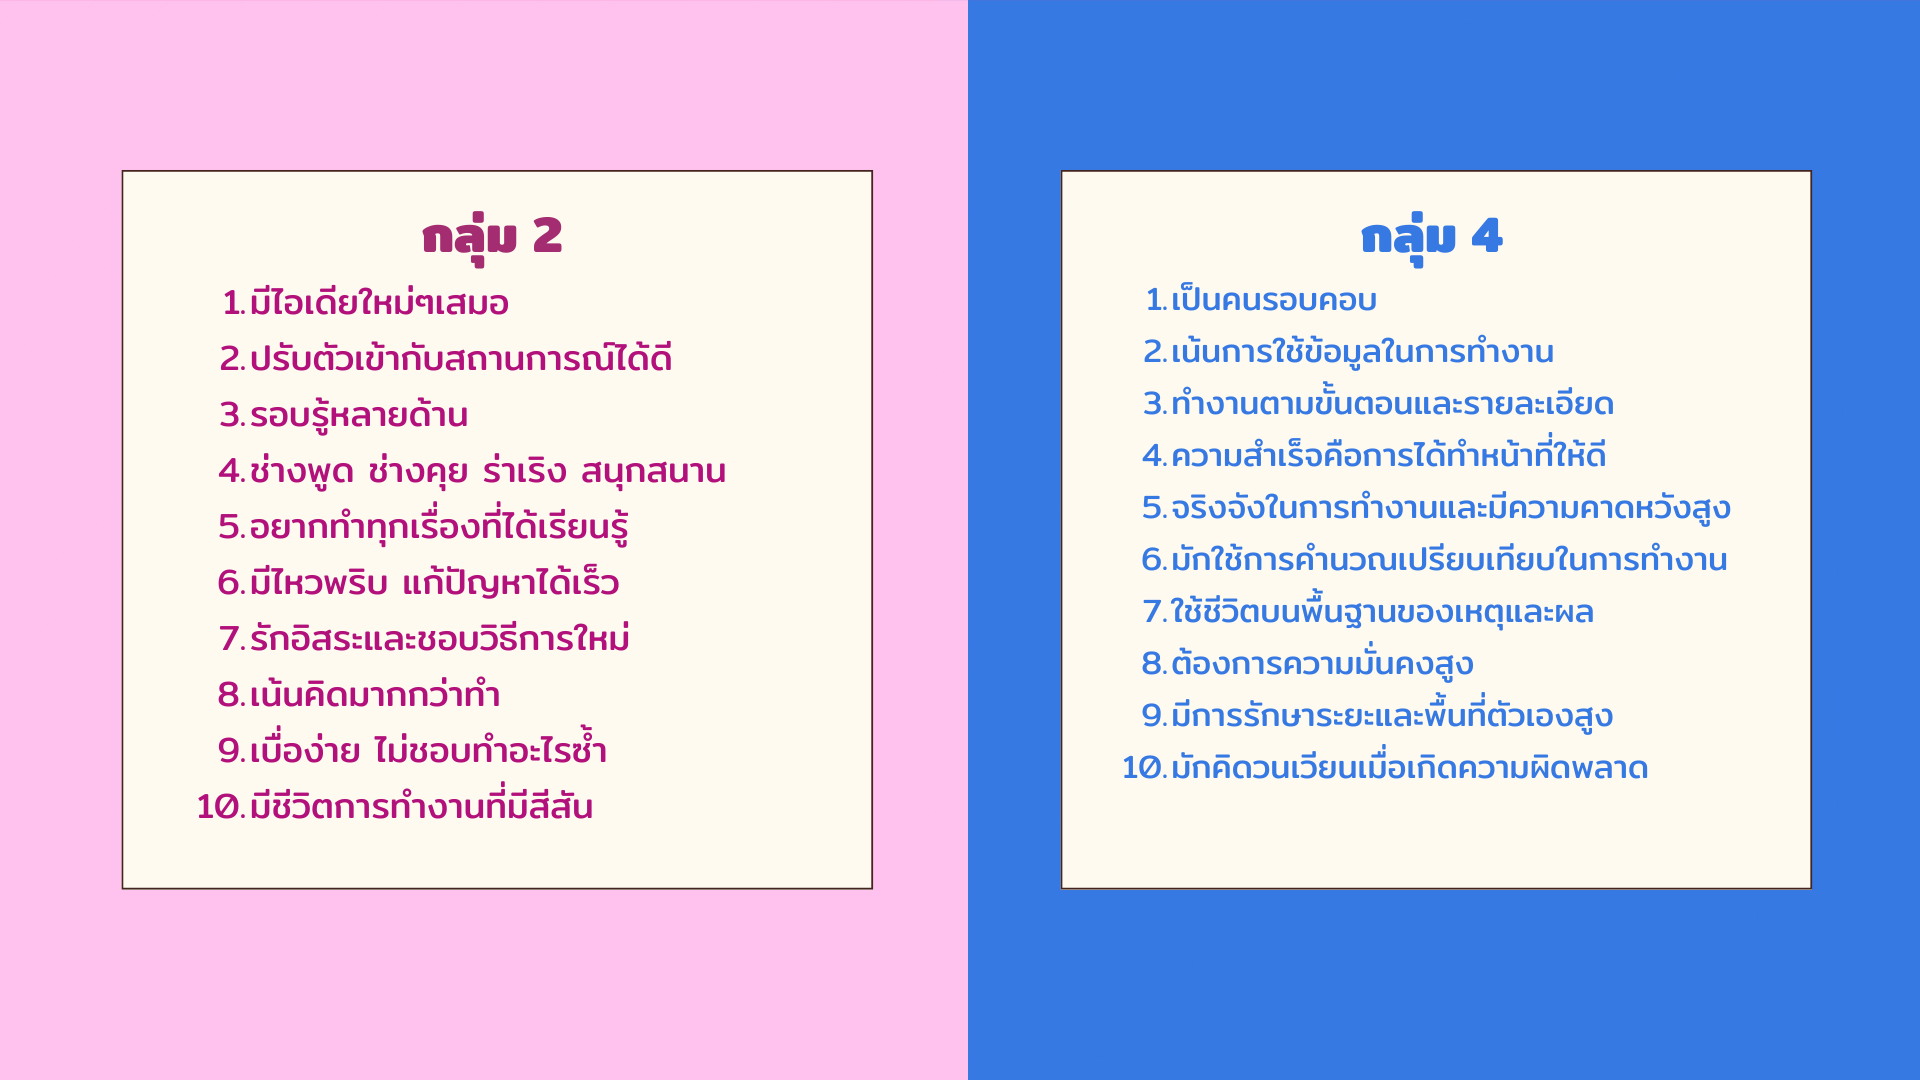 กลุ่ม 2
1. มีไอเดียใหม่ๆเสมอ
2. ปรับตัวเข้ากับสถานการณ์ได้ดี
3. รอบรู้หลายด้าน
4. ช่างพูด ช่างคุย ร่าเริง สนุกสนาน
5. อยากทำทุกเรื่องที่ได้เรียนรู้
6. มีไหวพริบ แก้ปัญหาได้เร็ว
7. รักอิสระและชอบวิธีการใหม่
8. เน้นคิดมากกว่าทำ
9. เบื่อง่าย ไม่ชอบทำอะไรซ้ำ
10. มีชีวิตการทำงานที่มีสีสัน
กลุ่ม 4
1. เป็นคนรอบคอบ
2. เน้นการใช้ข้อมูลในการทำงาน
3. ทำงานตามขั้นตอนและรายละเอียด
4. ความสำเร็จคือการได้ทำหน้าที่ให้ดี
5. จริงจังในการทำงานและมีความคาดหวังสูง
6. มักใช้การคำนวณเปรียบเทียบในการทำงาน
7. ใช้ชีวิตบนพื้นฐานของเหตุและผล
8. ต้องการความมั่นคงสูง
9. มีการรักษาระยะและพื้นที่ตัวเองสูง
10. มักคิดวนเวียนเมื่อเกิดความผิดพลาด